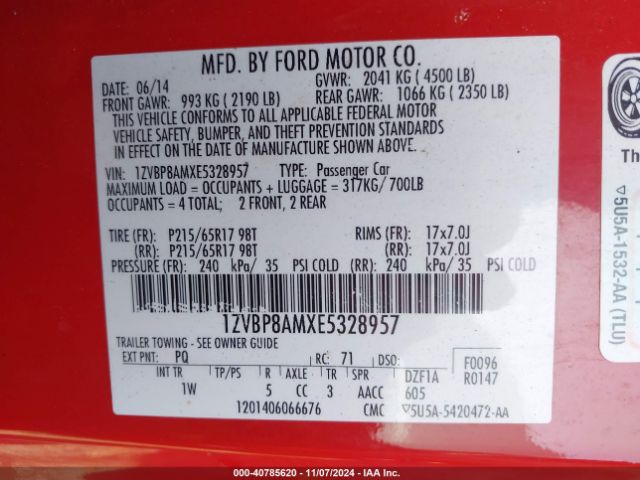 MFD. BY FORD MOTOR CO.
DATE: 06/14 GVWR: 2041 KG ( 4500 LB)
FRONT GAWR: 993 KG ( 2190 LB) REAR GAWR: 1066 KG ( 2350 LB)
THIS VEHICLE CONFORMS TO ALL APPLICABLE FEDERAL MOTOR
VEHICLE SAFETY, BUMPER, AND THEFT PREVENTION STANDARDS
IN EFFECT ON THE DATE OF MANUFACTURE SHOWN ABOVE.
VIN: 1ZVBP8AMXE5328957 TYPE: Passenger Car
MAXIMUM LOAD = OCCUPANTS + LUGGAGE = 317KG/ 700LB
OCCUPANTS = 4 TOTAL; 2 FRONT, 2 REAR
TIRE (FR): P215/65R17 98T RIMS (FR): 17x7.0J
(RR): P215/65R17 98T (RR): 17x7.0J
PRESSURE (FR): 240 kPa/ 35 PSI COLD (RR): 240 kPa/ 35 PSI COLD
1ZVBP8AMXE5328957
TRAILER TOWING - SEE OWNER GUIDE
EXT PNT: PQ RC: 71 DSO: F0096
INT TR TP/PS R AXLE TR SPR DZF1A R0147
1W 5 CC 3 AACC 605
1201406066676 CMC ▽5U5A-5420472-AA
Th
▽5U5A-1532-AA (TLU)
000-40785620 - 11/07/2024 - IAA Inc.